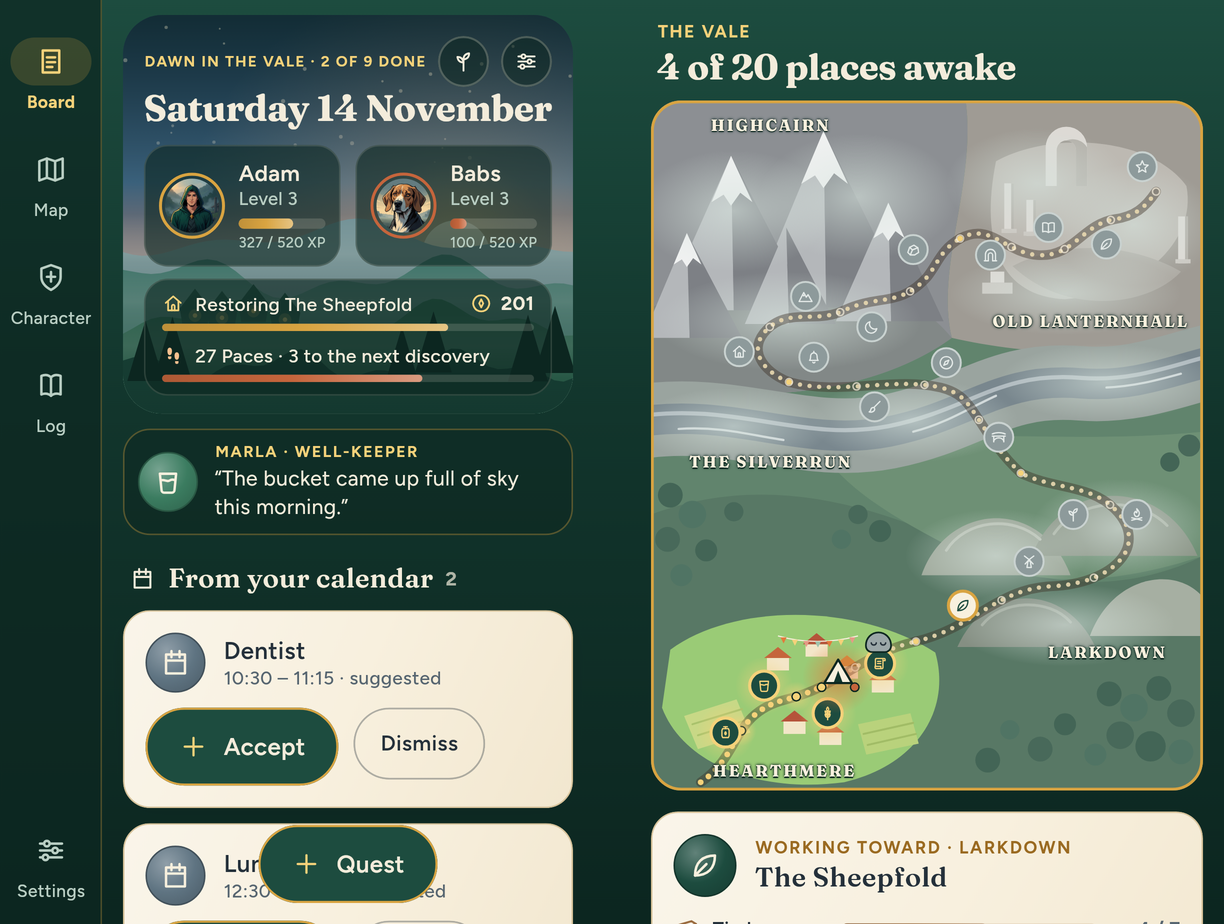 Board
Map
Character
Log
Settings
DAWN IN THE VALE · 2 OF 9 DONE
Saturday 14 November
Adam
Level 3
327 / 520 XP
Babs
Level 3
100 / 520 XP
Restoring The Sheepfold
201
27 Paces · 3 to the next discovery
MARLA · WELL-KEEPER
“The bucket came up full of sky
this morning.”
From your calendar 2
Dentist
10:30 – 11:15 · suggested
Accept
Dismiss
Quest
THE VALE
4 of 20 places awake
HIGHCAIRN
OLD LANTERNHALL
THE SILVERRUN
LARKDOWN
HEARTHMERE
WORKING TOWARD · LARKDOWN
The Sheepfold